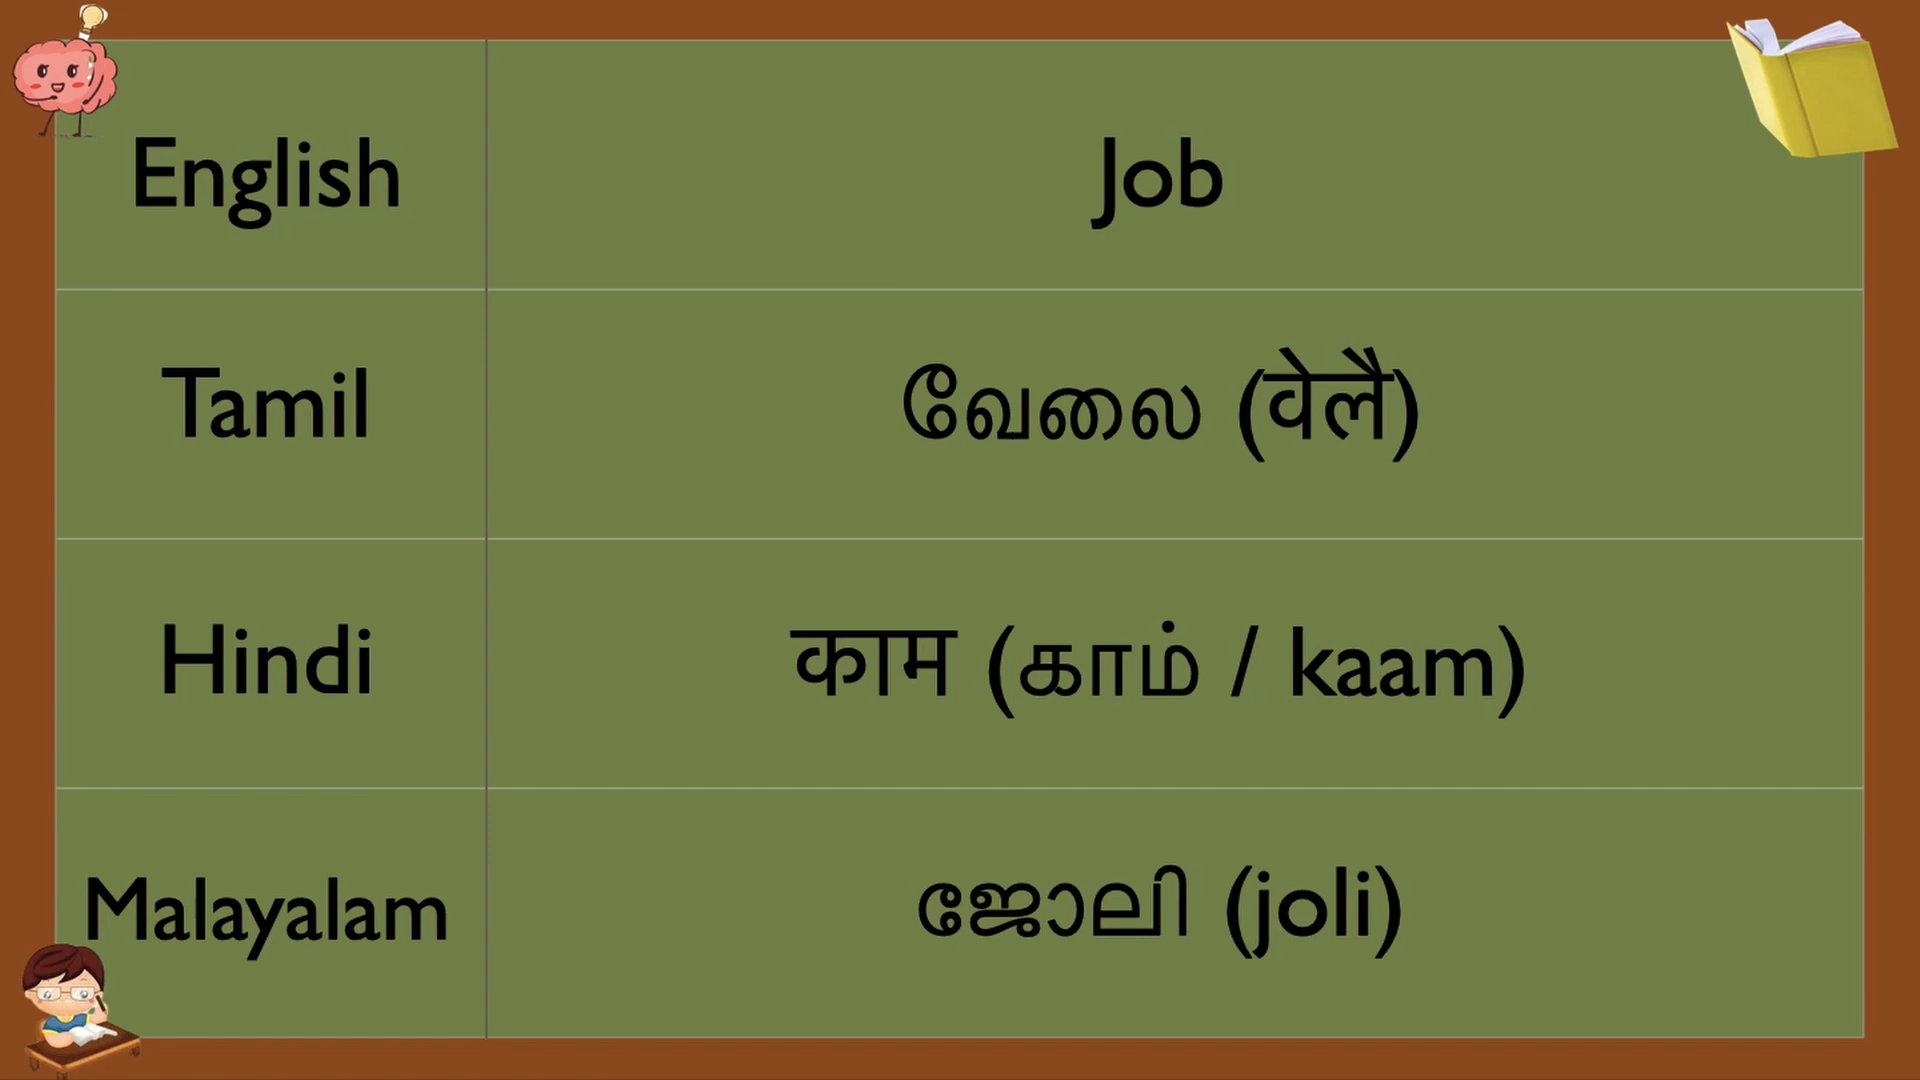 English Job
Tamil வேலை (वेलै)
Hindi काम (காம் / kaam)
Malayalam ജോലി (joli)